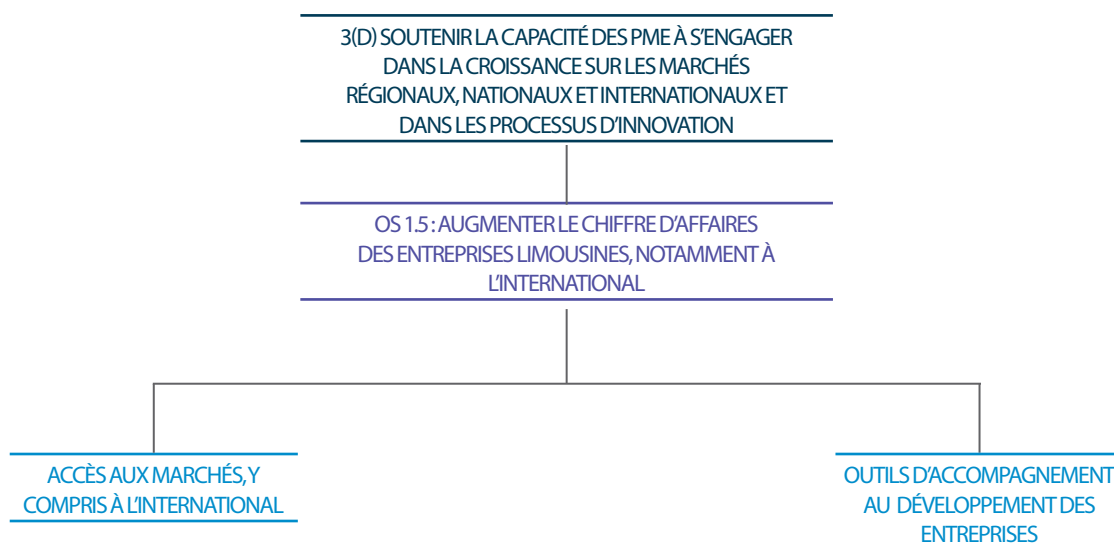 3(D) SOUTENIR LA CAPACITÉ DES PME À S'ENGAGER
DANS LA CROISSANCE SUR LES MARCHÉS
RÉGIONAUX, NATIONAUX ET INTERNATIONAUX ET
DANS LES PROCESSUS D'INNOVATION
OS 1.5 : AUGMENTER LE CHIFFRE D'AFFAIRES
DES ENTREPRISES LIMOUSINES, NOTAMMENT À
L'INTERNATIONAL
ACCÈS AUX MARCHÉS, Y
COMPRIS À L'INTERNATIONAL
OUTILS D'ACCOMPAGNEMENT
AU DÉVELOPPEMENT DES
ENTREPRISES